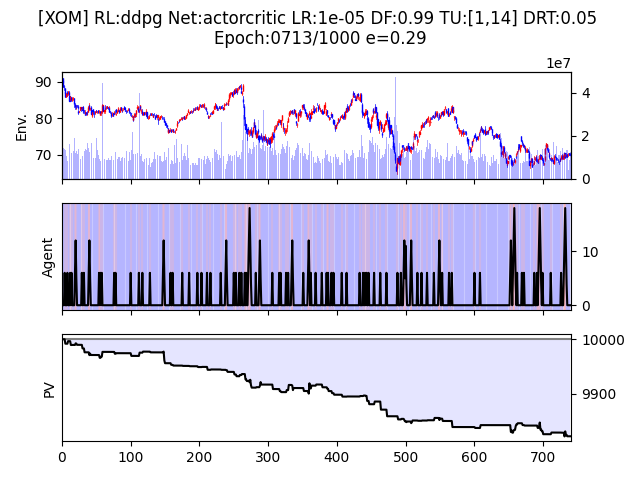 [XOM] RL:ddpg Net:actorcritic LR:1e-05 DF:0.99 TU:[1,14] DRT:0.05
Epoch:0713/1000 e=0.29
1e7
90
80
70
Env.
4
2
0
Agent
10
0
PV
10000
9900
0 100 200 300 400 500 600 700